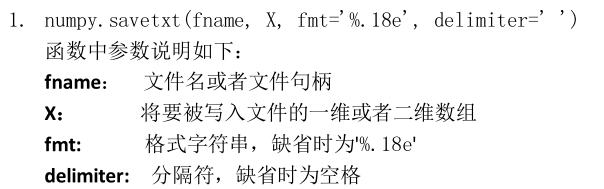 1. numpy.savetxt(fname, X, fmt='%.18e', delimiter=' ')
函数中参数说明如下:
fname: 文件名或者文件句柄
X: 将要被写入文件的一维或者二维数组
fmt: 格式字符串，缺省时为'%.18e'
delimiter: 分隔符，缺省时为空格